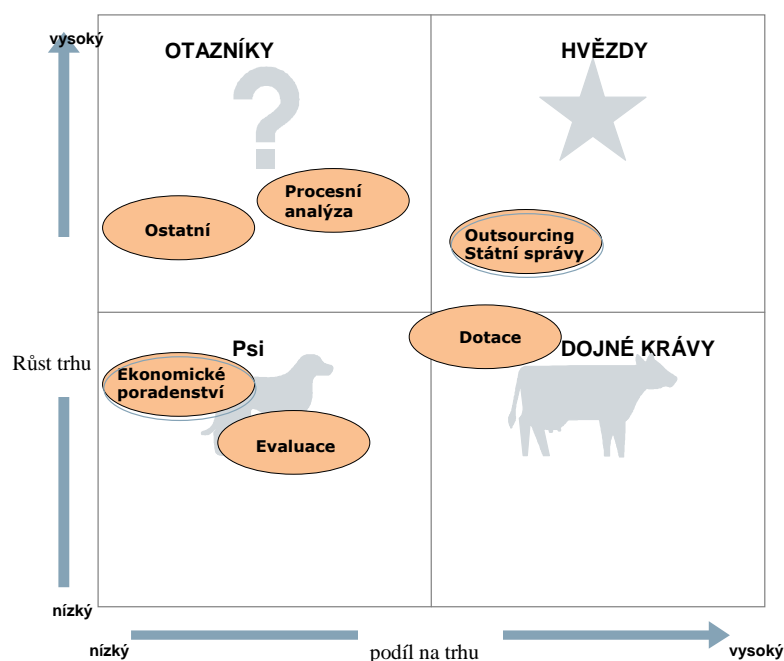 vysoký
OTAZNÍKY
HVĚZDY
?
Procesní
analýza
Ostatní
Outsourcing
Státní správy
Růst trhu
Psi
Dotace
DOJNÉ KRÁVY
Ekonomické
poradenství
Evaluace
nízký
nízký
podíl na trhu
vysoký